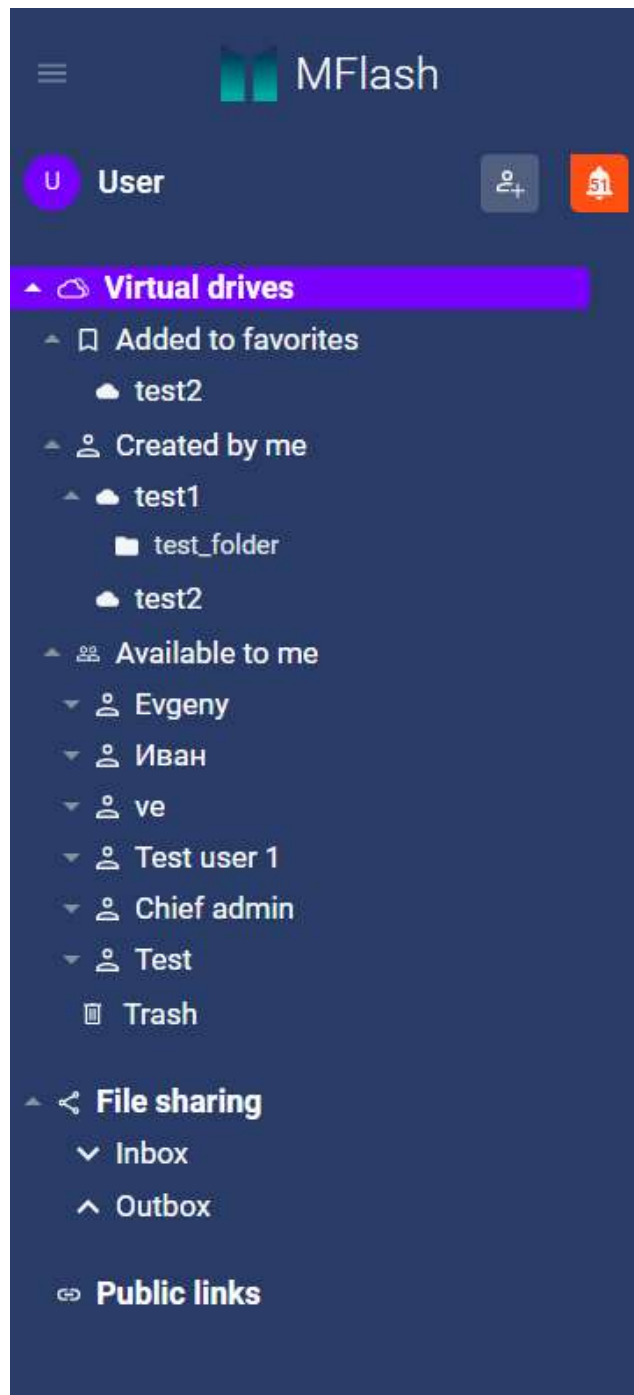 MFlash
U User 51
Virtual drives
Added to favorites
test2
Created by me
test1
test_folder
test2
Available to me
Evgeny
Иван
ve
Test user 1
Chief admin
Test
Trash
File sharing
Inbox
Outbox
Public links